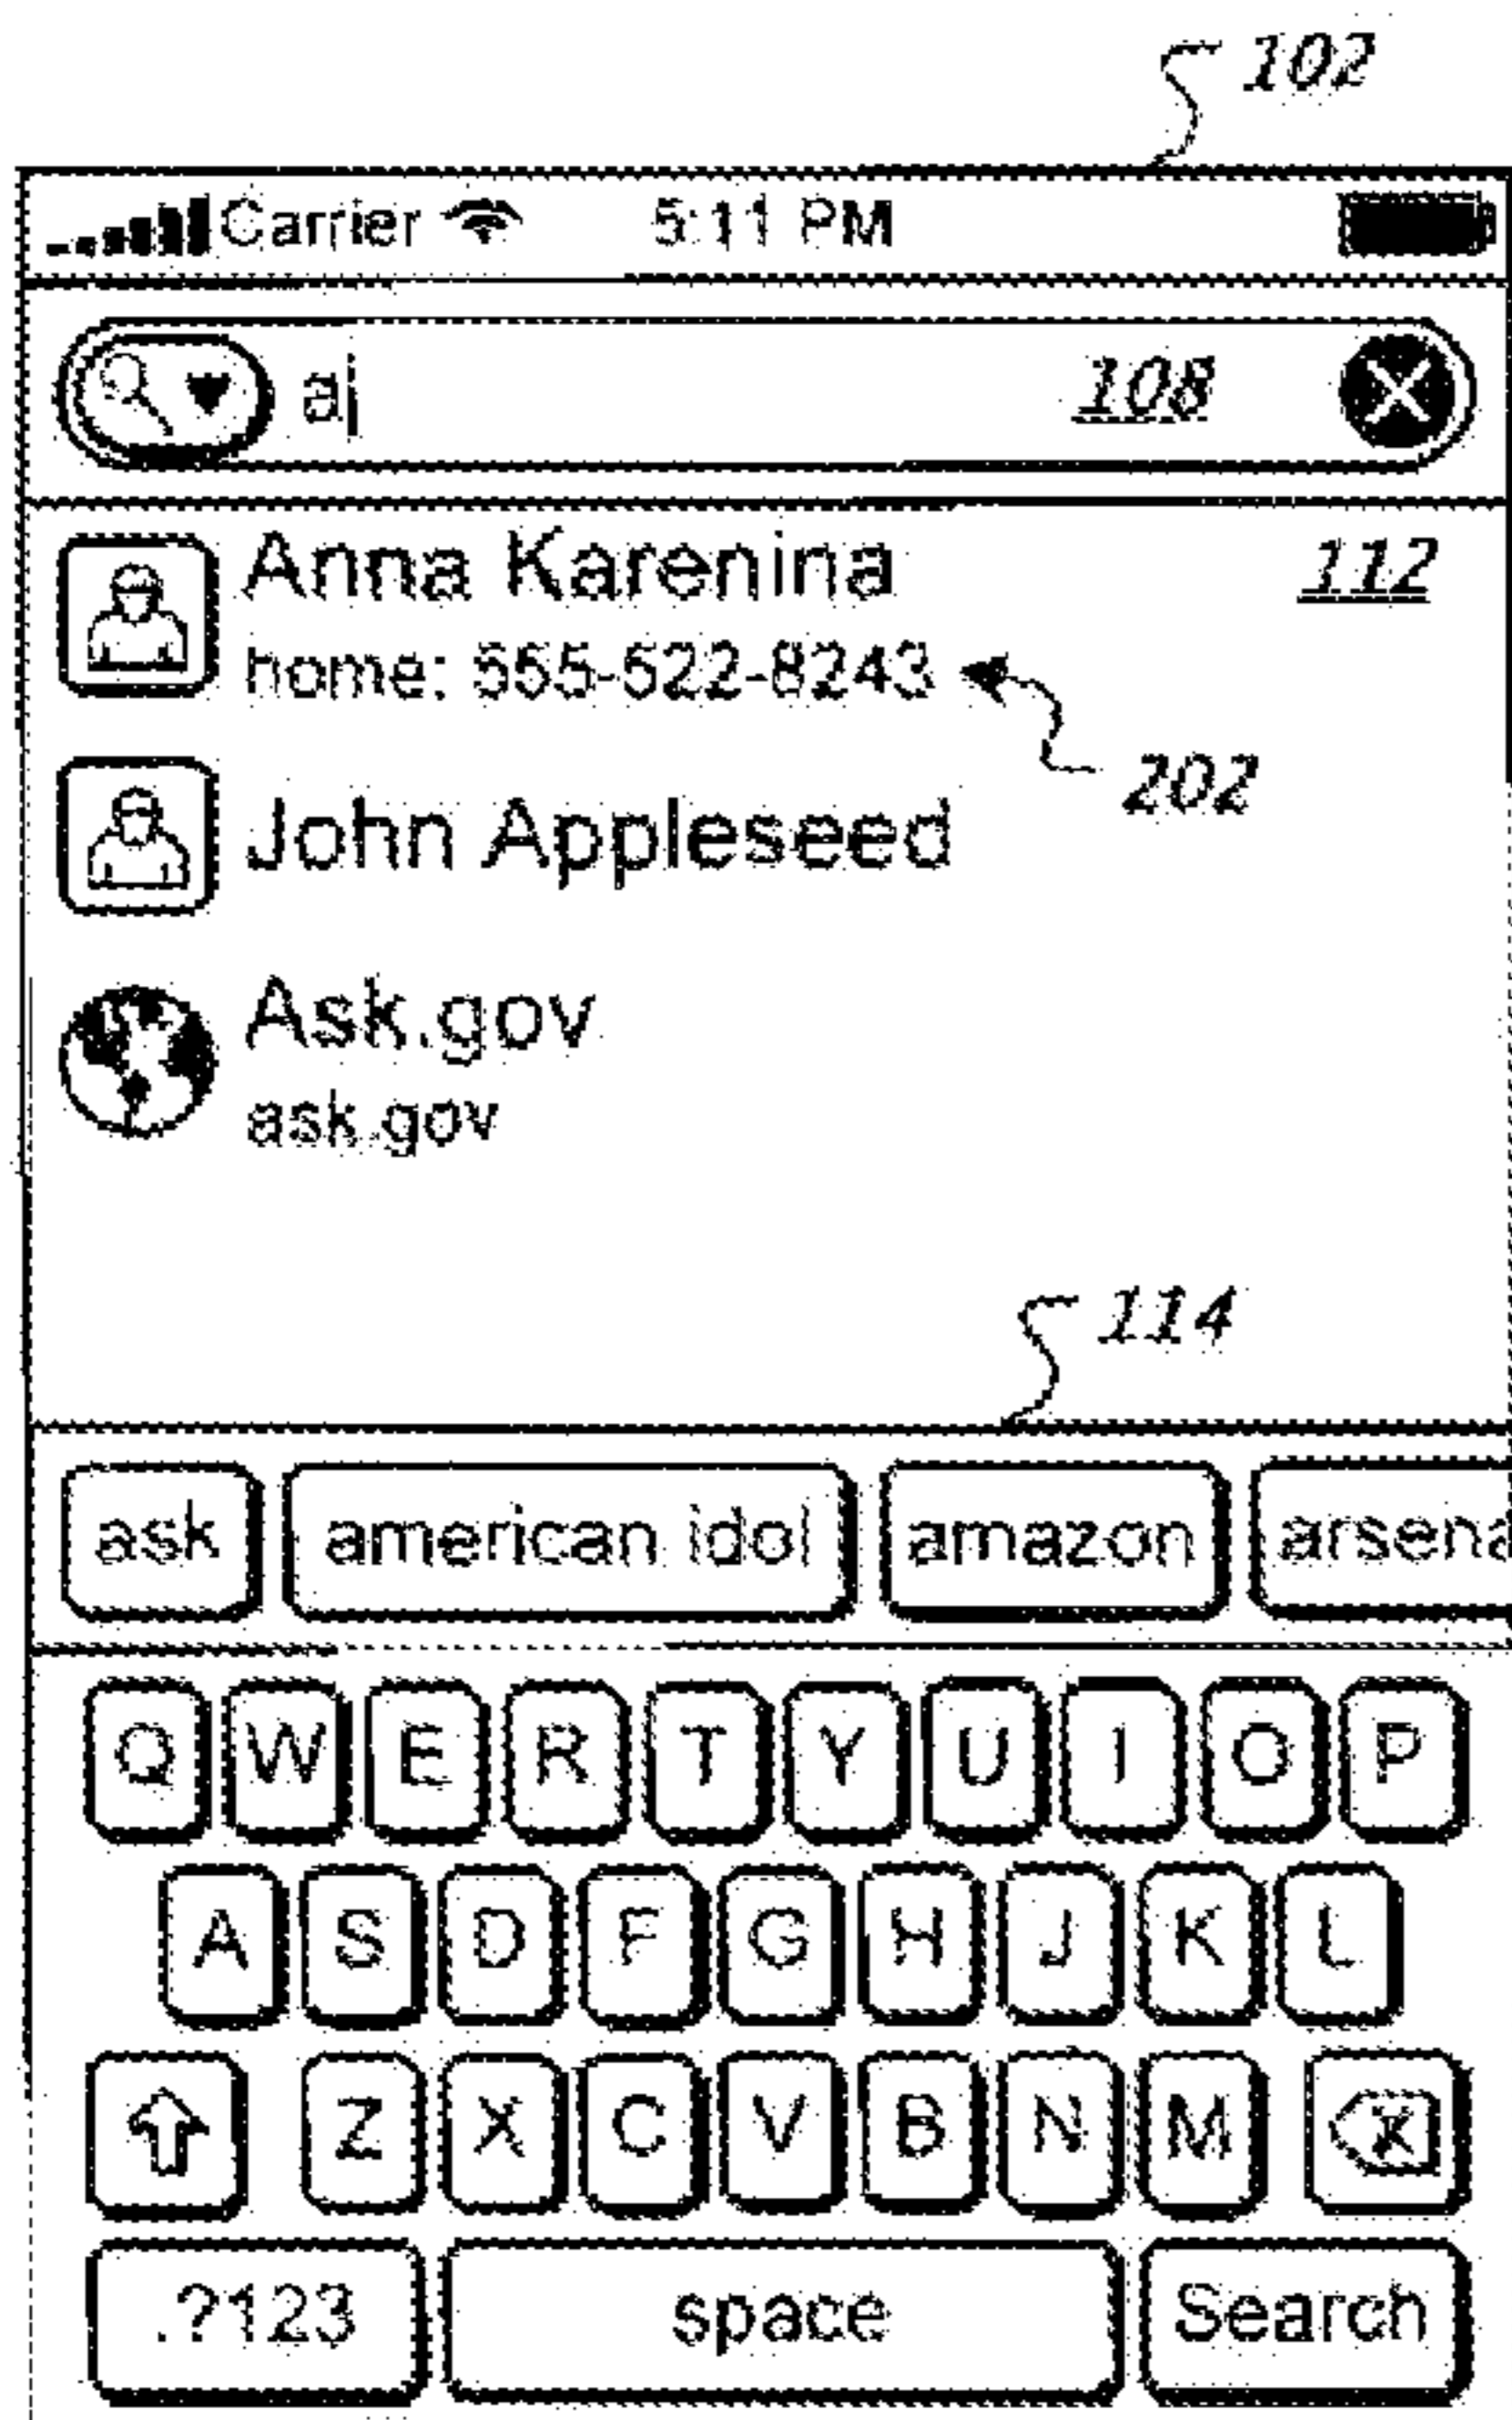 102
Carrier 5:11 PM
a 108
Anna Karenina 112
home: 555-522-8243
202
John Appleseed
Ask.gov
ask.gov
114
ask american idol amazon arsena
Q W E R T Y U I O P
A S D F G H J K L
Z X C V B N M X
.?123 space Search